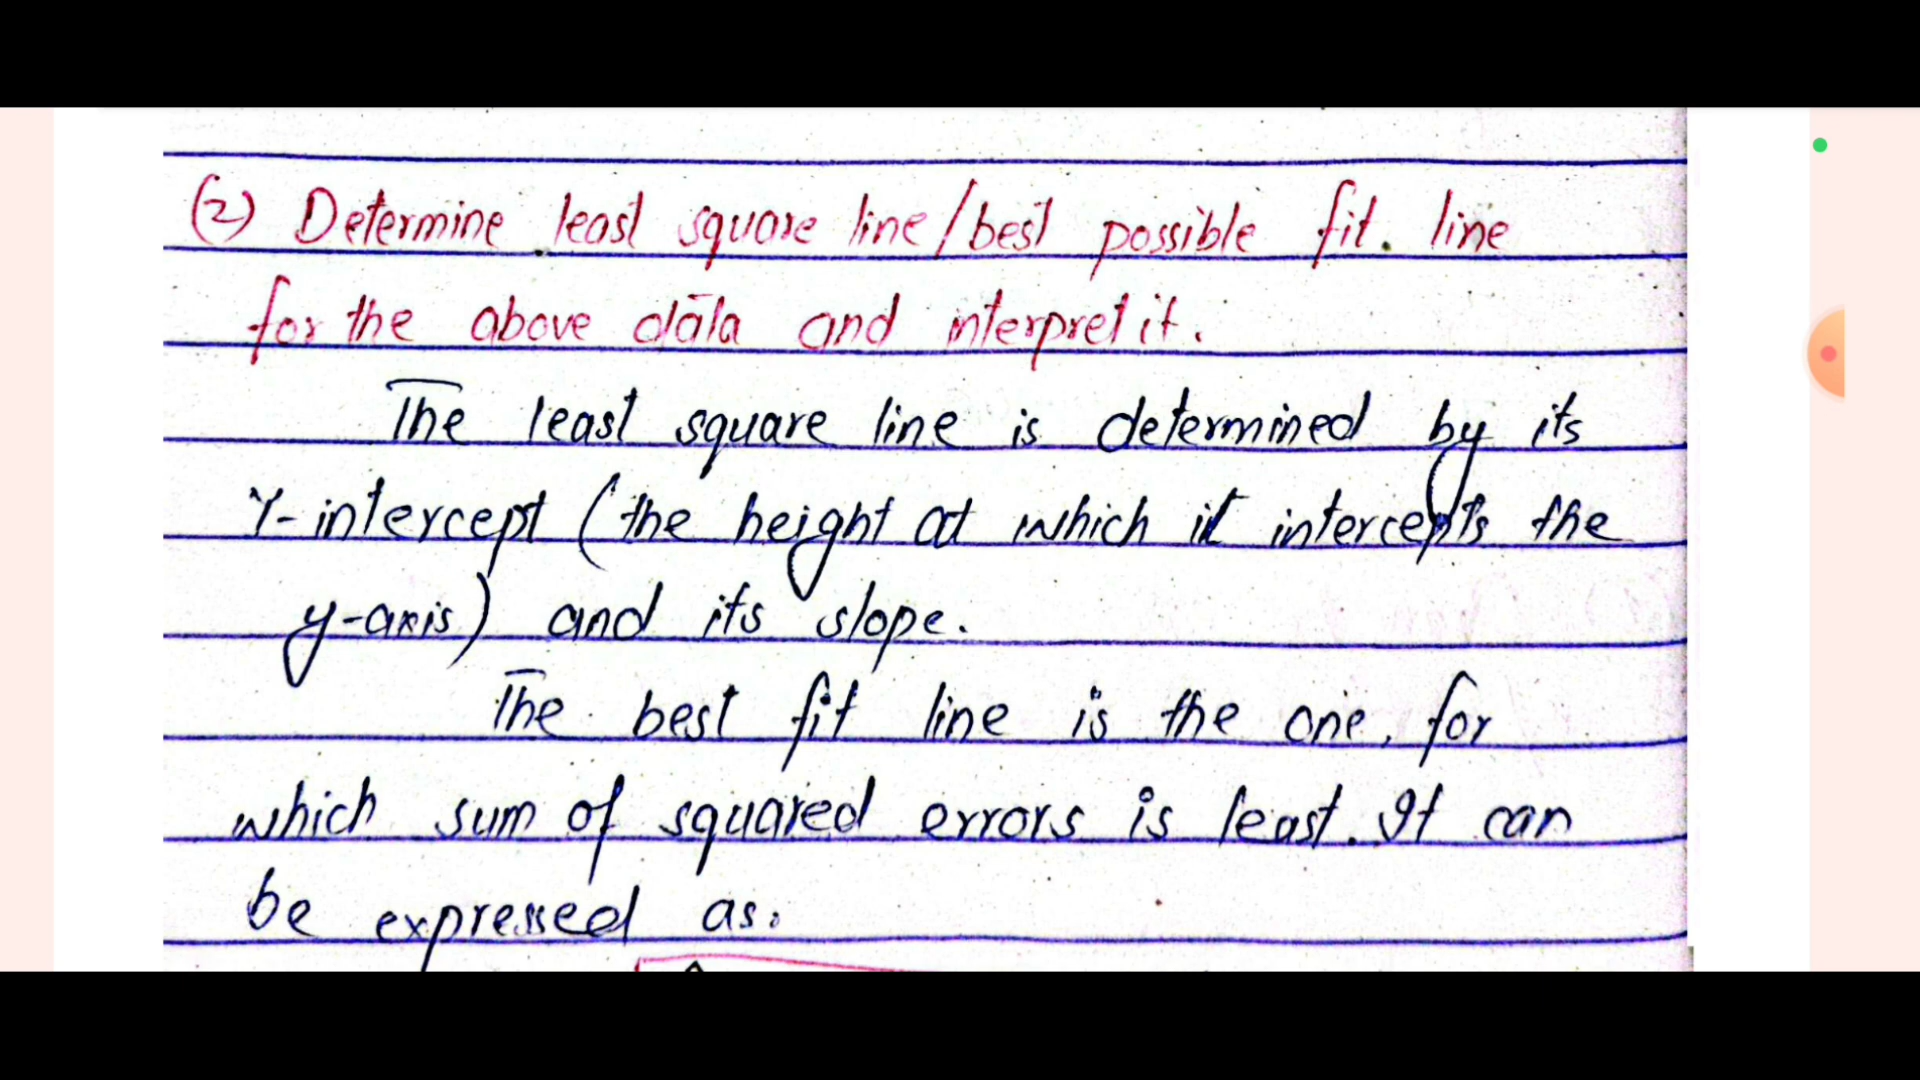 (2) Determine least square line/best possible fit. line
for the above data and interpret it.
The least square line is determined by its
Y-intercept (the height at which it intercepts the
y-axis) and its slope.
The best fit line is the one, for
which sum of squared errors is least. It can
be expressed as.